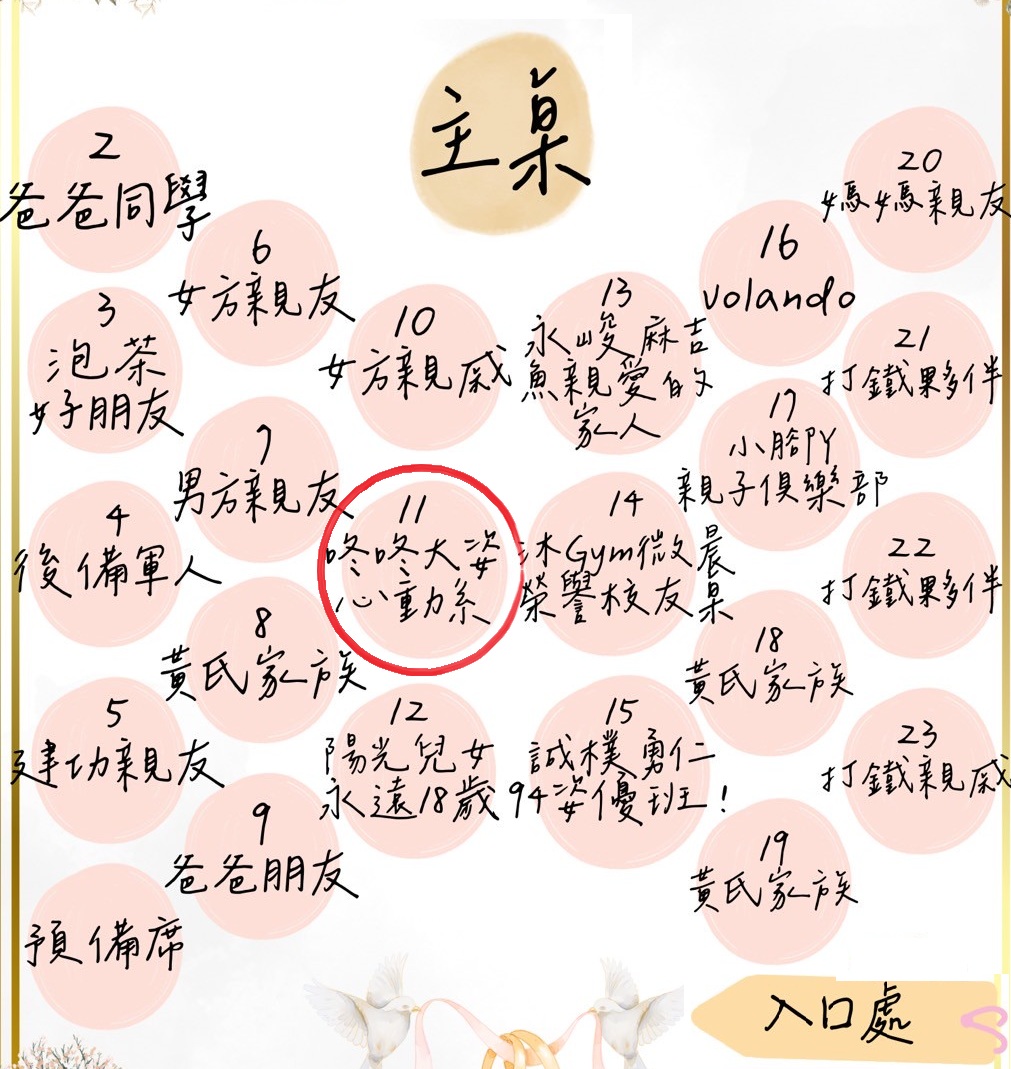 主桌
2
爸爸同學
3
泡茶
好朋友
4
後備軍人
5
建功親友
預備席
6
女方親友
7
男方親友
8
黃氏家族
9
爸爸朋友
10
女方親戚
11
咚咚大姿
心動系
12
陽光兒女
永遠18歲
13
永峻麻吉
魚親愛的
家人
14
沐Gym微晨
榮譽校友桌
15
誠樸勇仁
94姿優班！
16
volando
17
小腳ㄚ
親子俱樂部
18
黃氏家族
19
黃氏家族
20
媽媽親友
21
打鐵夥伴
22
打鐵夥伴
23
打鐵親戚
入口處